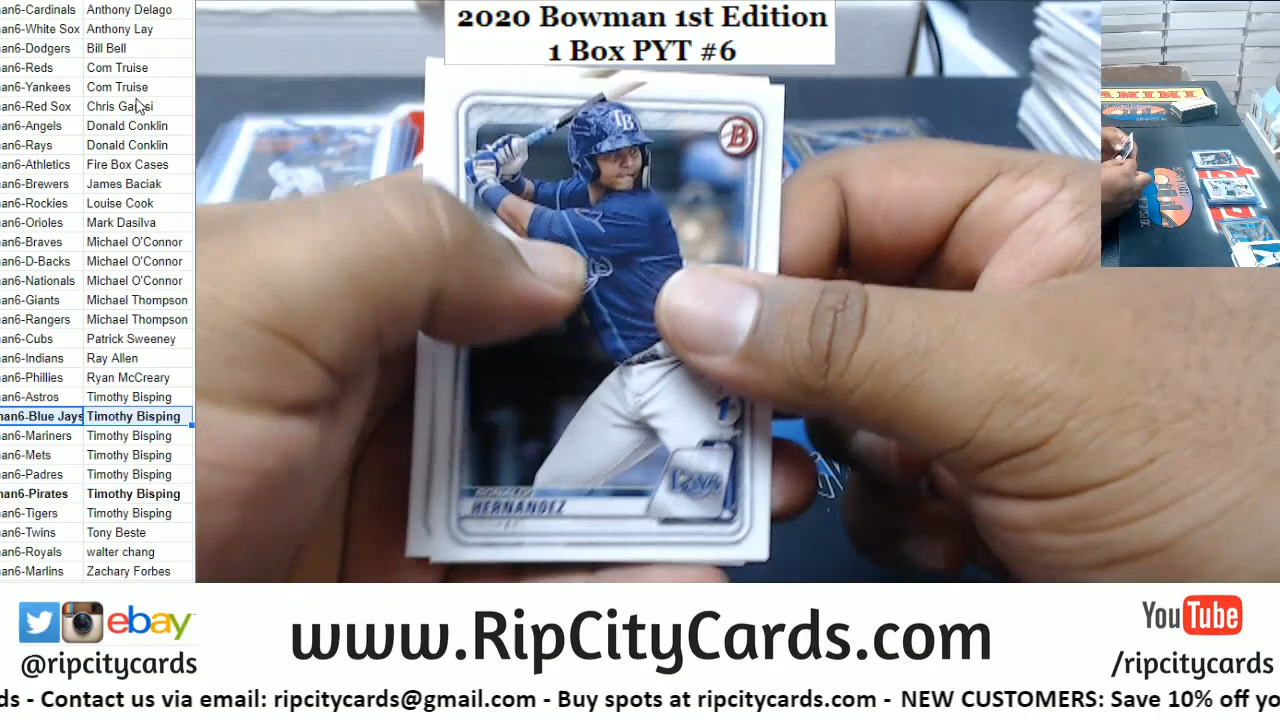 2020 Bowman 1st Edition
1 Box PYT #6
an6-Cardinals Anthony Delago
an6-White Sox Anthony Lay
an6-Dodgers Bill Bell
an6-Reds Com Truise
an6-Yankees Com Truise
an6-Red Sox Chris
an6-Angels Donald Conklin
an6-Rays Donald Conklin
an6-Athletics Fire Box Cases
an6-Brewers James Baciak
an6-Rockies Louise Cook
an6-Orioles Mark Dasilva
an6-Braves Michael O'Connor
an6-D-Backs Michael O'Connor
an6-Nationals Michael O'Connor
an6-Giants Michael Thompson
an6-Rangers Michael Thompson
an6-Cubs Patrick Sweeney
an6-Indians Ray Allen
an6-Phillies Ryan McCreary
an6-Astros Timothy Bisping
nan6-Blue Jays Timothy Bisping
an6-Mariners Timothy Bisping
an6-Mets Timothy Bisping
an6-Padres Timothy Bisping
an6-Pirates Timothy Bisping
an6-Tigers Timothy Bisping
an6-Twins Tony Beste
an6-Royals walter chang
an6-Marlins Zachary Forbes
TB
B
1st
Rays
HERNANDEZ
PANINI
ebay
@ripcitycards
www.RipCityCards.com
YouTube
/ripcitycards
ds - Contact us via email: ripcitycards@gmail.com - Buy spots at ripcitycards.com - NEW CUSTOMERS: Save 10% off yo